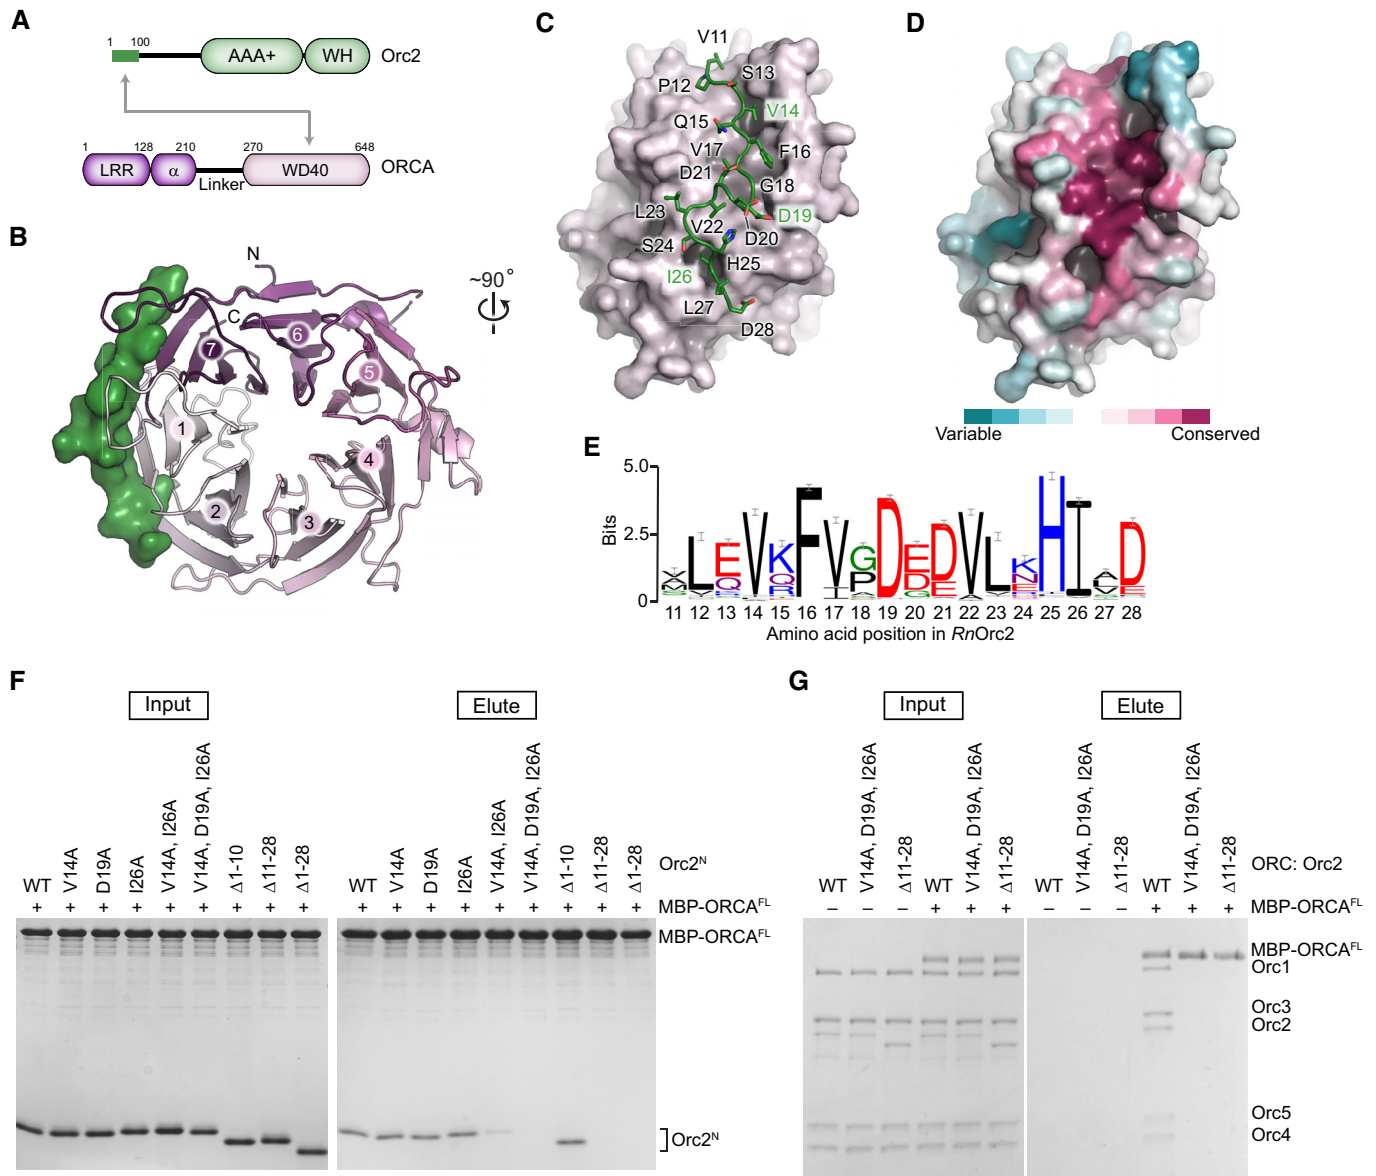 A
1 100
AAA+ WH Orc2
1 128 210 270 648
LRR α Linker WD40 ORCA
B
N
C
7 6 5
1 4
2 3
~90°
C
V11
P12 S13
V14
Q15
V17 F16
D21
G18
L23 D19
V22
S24 D20
H25
I26
L27
D28
D
Variable Conserved
E
5.0
2.5
0
Bits
11 12 13 14 15 16 17 18 19 20 21 22 23 24 25 26 27 28
Amino acid position in RnOrc2
F
Input Elute
WT V14A D19A I26A V14A, I26A V14A, D19A, I26A Δ1-10 Δ11-28 Δ1-28 WT V14A D19A I26A V14A, I26A V14A, D19A, I26A Δ1-10 Δ11-28 Δ1-28 Orc2N
+ + + + + + + + + + + + + + + + + + MBP-ORCAFL
MBP-ORCAFL
Orc2N
G
Input Elute
WT V14A, D19A, I26A Δ11-28 WT V14A, D19A, I26A Δ11-28 WT V14A, D19A, I26A Δ11-28 WT V14A, D19A, I26A Δ11-28 ORC: Orc2
– – – + + + – – – + + + MBP-ORCAFL
MBP-ORCAFL
Orc1
Orc3
Orc2
Orc5
Orc4